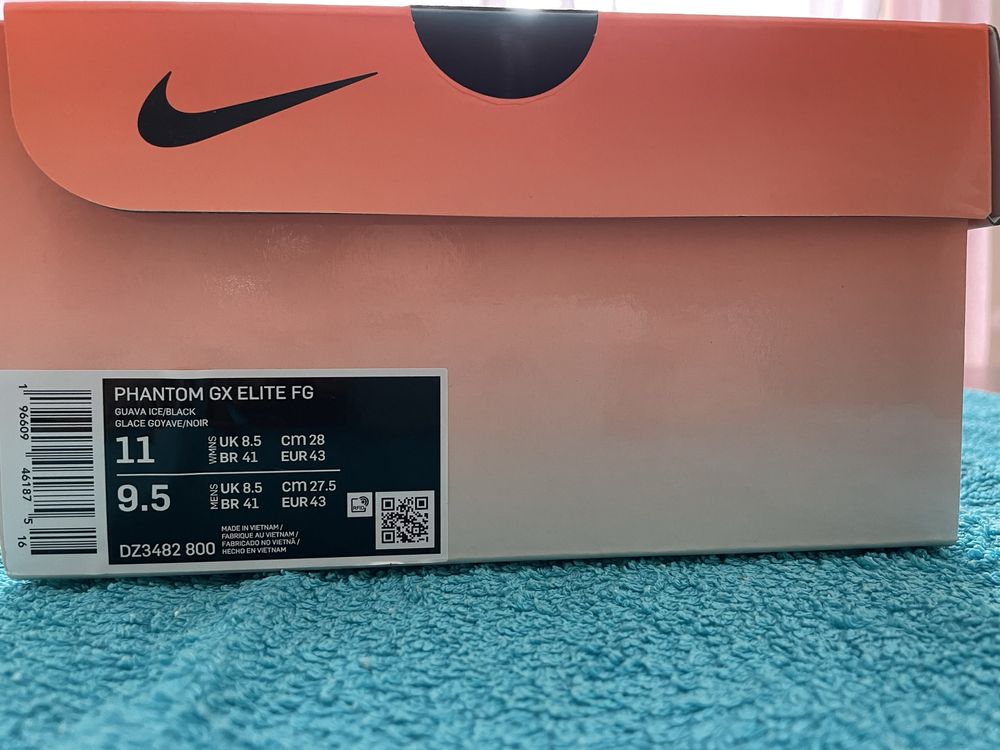 PHANTOM GX ELITE FG
GUAVA ICE/BLACK
GLACE GOYAVE/NOIR
11 WMNS UK 8.5 cm 28
BR 41 EUR 43
9.5 MENS UK 8.5 cm 27.5
BR 41 EUR 43
RFID
MADE IN VIETNAM /
FABRIQUE AU VIETNAM /
FABRICADO NO VIETNÃ /
HECHO EN VIETNAM
DZ3482 800
1 96609 46187 5 16